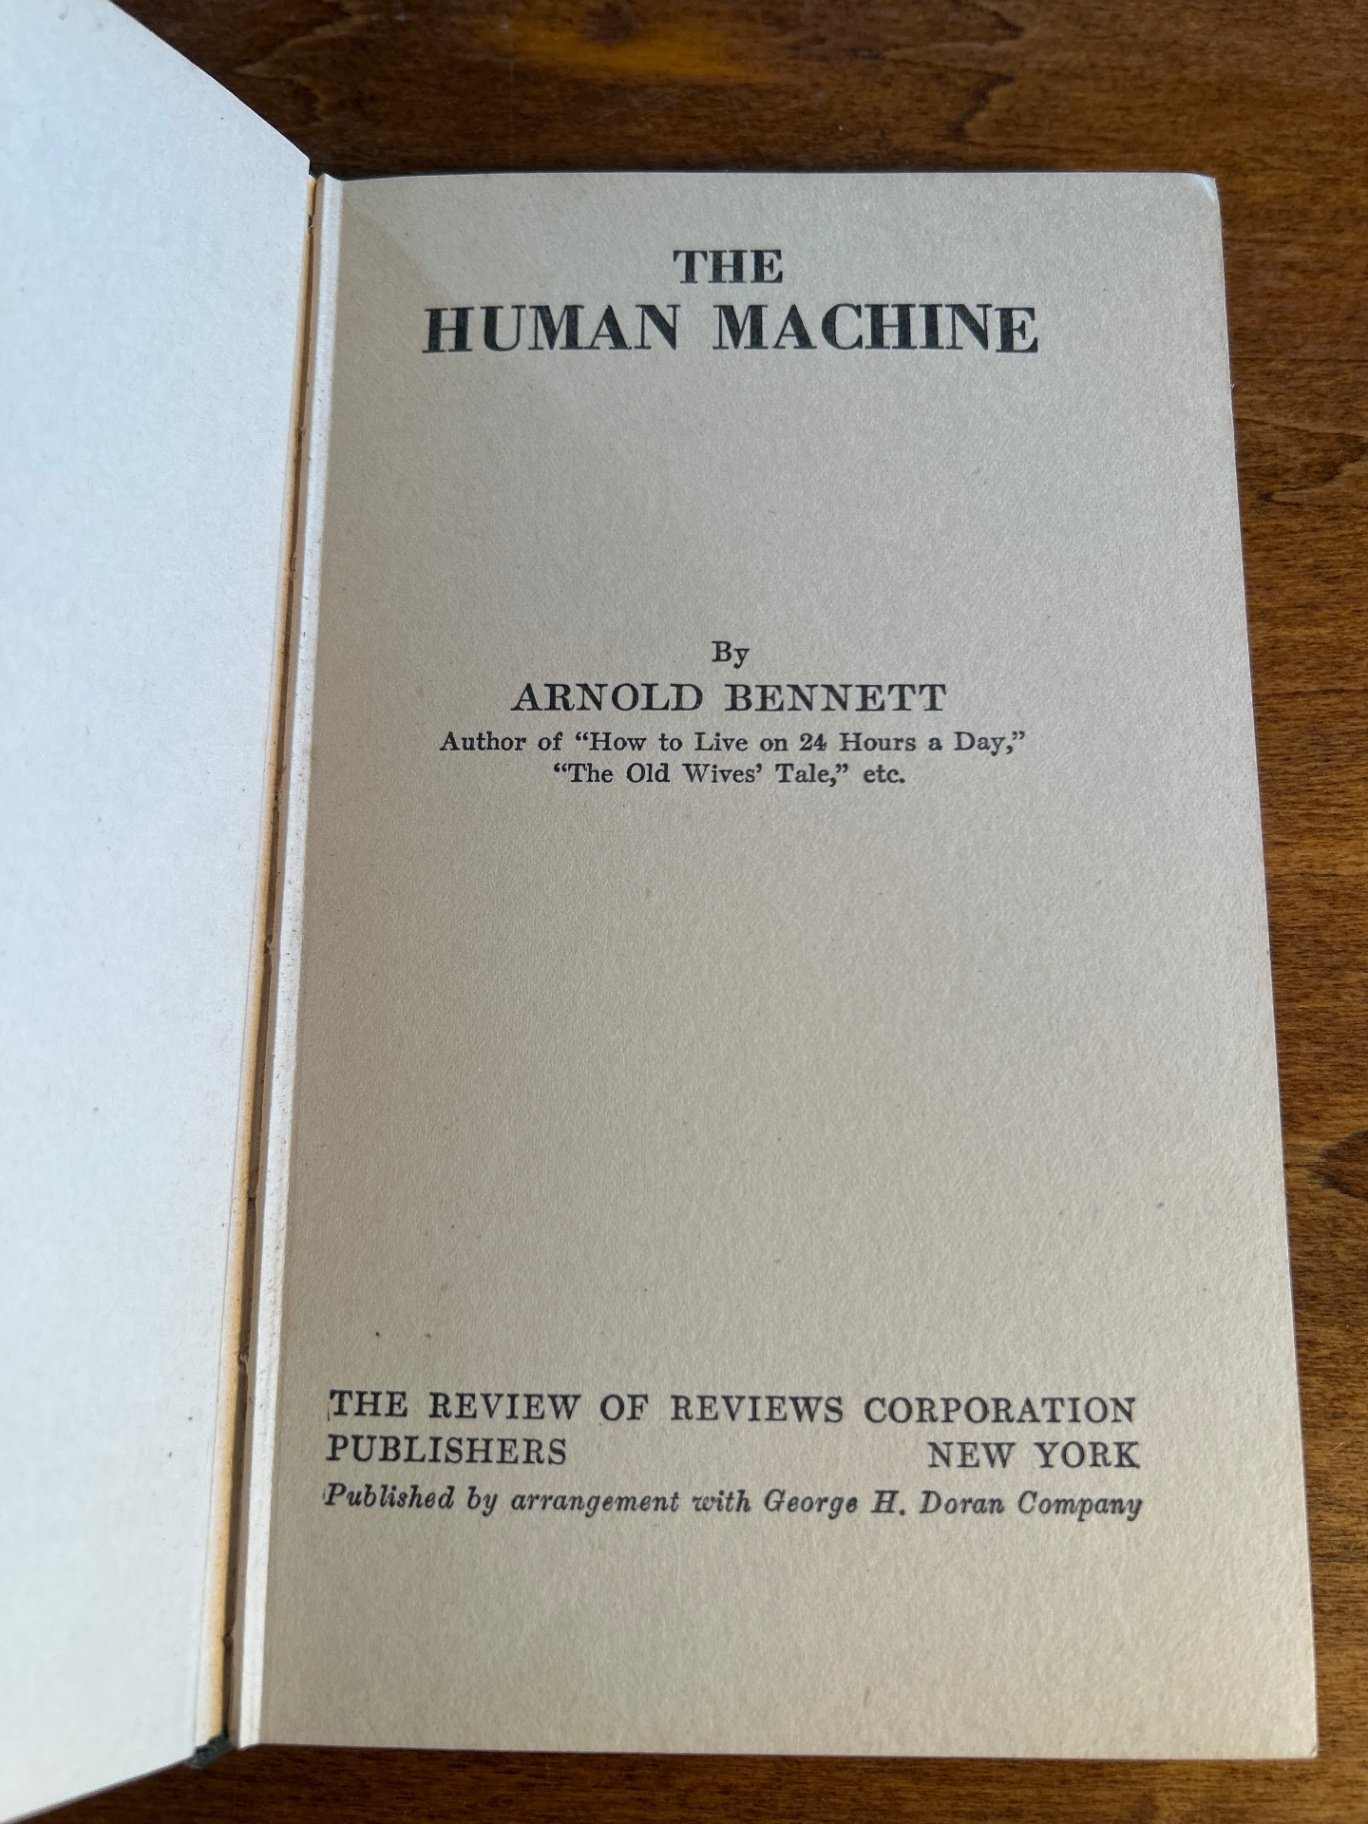 THE
HUMAN MACHINE
By
ARNOLD BENNETT
Author of “How to Live on 24 Hours a Day,”
“The Old Wives’ Tale,” etc.
THE REVIEW OF REVIEWS CORPORATION
PUBLISHERS NEW YORK
Published by arrangement with George H. Doran Company